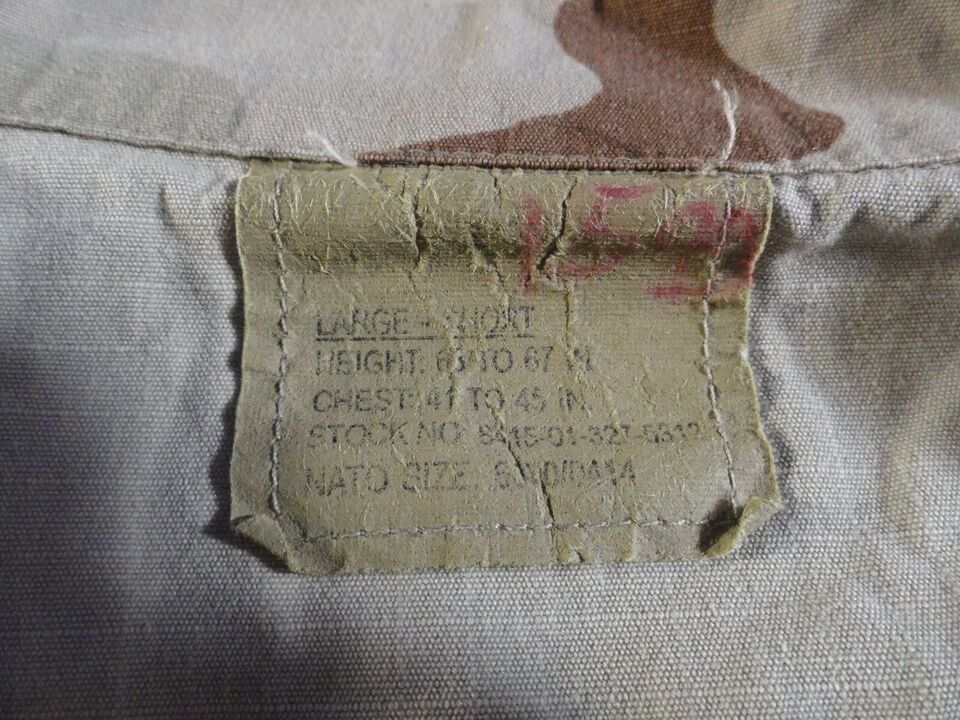 152
LARGE - SHORT
HEIGHT: 63 TO 67 IN.
CHEST: 41 TO 45 IN.
STOCK NO: 8415-01-327-5312
NATO SIZE: